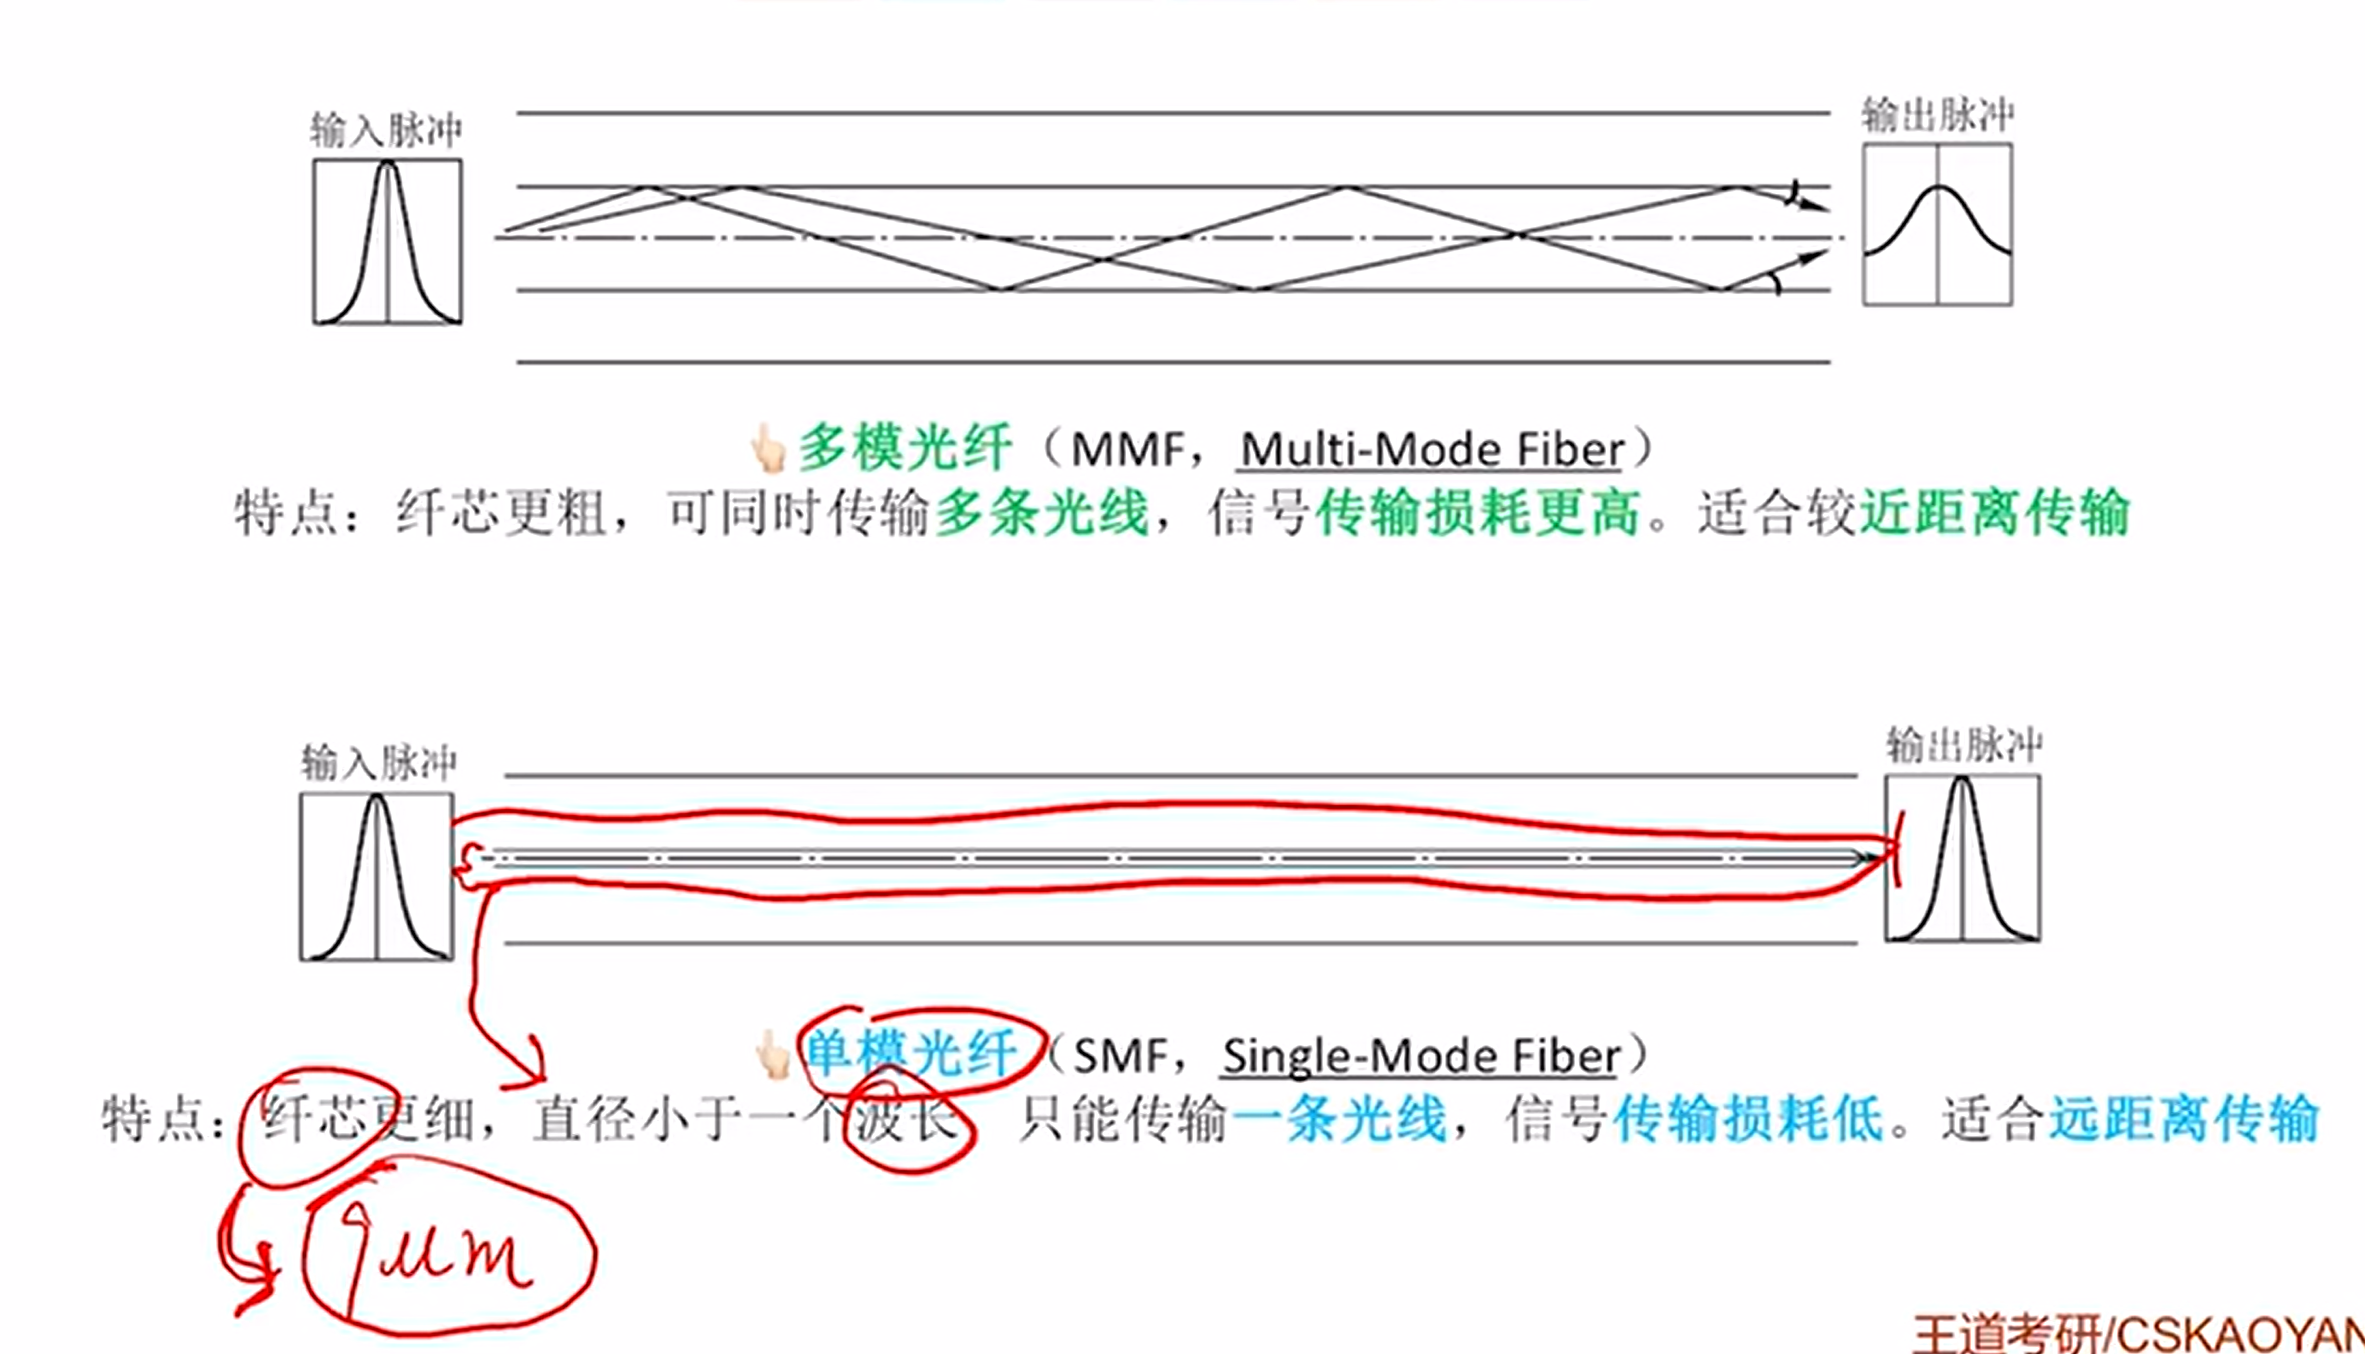 输入脉冲
输出脉冲
多模光纤（MMF，Multi-Mode Fiber）
特点：纤芯更粗，可同时传输多条光线，信号传输损耗更高。适合较近距离传输
输入脉冲
输出脉冲
单模光纤（SMF，Single-Mode Fiber）
特点：纤芯更细，直径小于一个波长 只能传输一条光线，信号传输损耗低。适合远距离传输
9μm
王道考研/CSKAOYAN